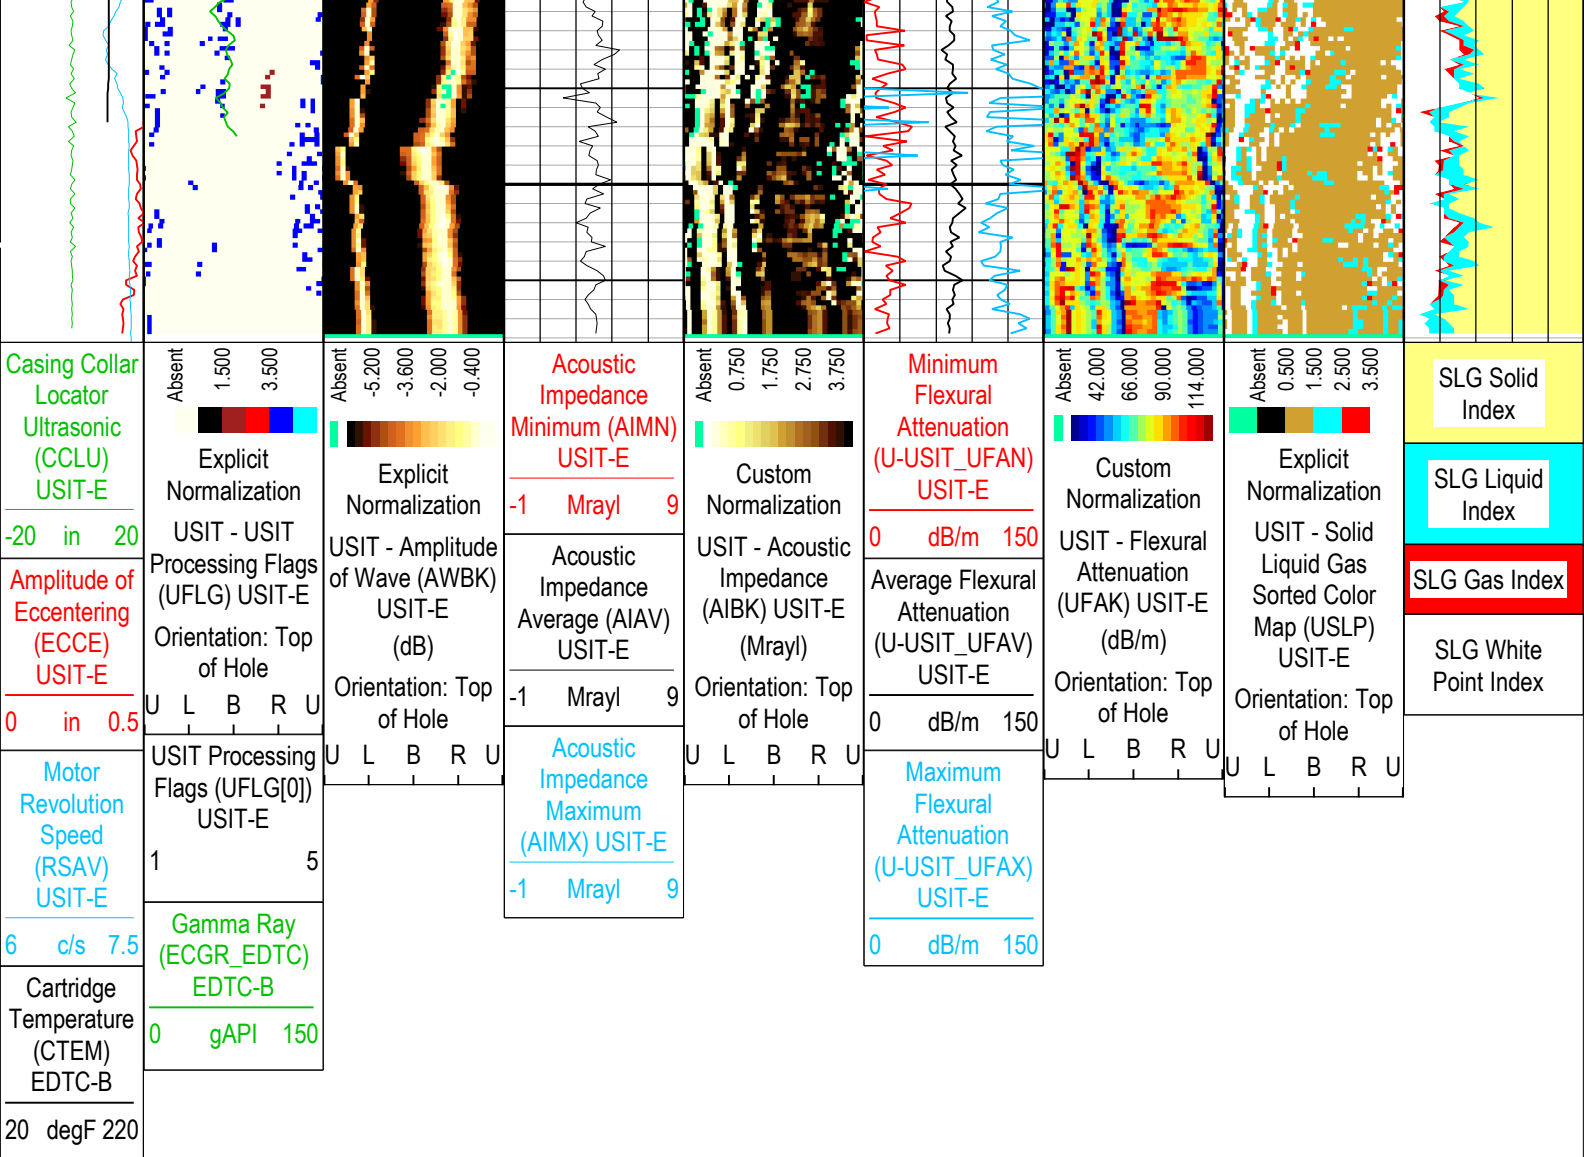 Casing Collar
Locator
Ultrasonic
(CCLU)
USIT-E
-20 in 20
Amplitude of
Eccentering
(ECCE)
USIT-E
0 in 0.5
Motor
Revolution
Speed
(RSAV)
USIT-E
6 c/s 7.5
Cartridge
Temperature
(CTEM)
EDTC-B
20 degF 220
Absent
1.500
3.500
Explicit
Normalization
USIT - USIT
Processing Flags
(UFLG) USIT-E
Orientation: Top
of Hole
U L B R U
USIT Processing
Flags (UFLG[0])
USIT-E
1 5
Gamma Ray
(ECGR_EDTC)
EDTC-B
0 gAPI 150
Absent
-5.200
-3.600
-2.000
-0.400
Explicit
Normalization
USIT - Amplitude
of Wave (AWBK)
USIT-E
(dB)
Orientation: Top
of Hole
U L B R U
Acoustic
Impedance
Minimum (AIMN)
USIT-E
-1 Mrayl 9
Acoustic
Impedance
Average (AIAV)
USIT-E
-1 Mrayl 9
Acoustic
Impedance
Maximum
(AIMX) USIT-E
-1 Mrayl 9
Absent
0.750
1.750
2.750
3.750
Custom
Normalization
USIT - Acoustic
Impedance
(AIBK) USIT-E
(Mrayl)
Orientation: Top
of Hole
U L B R U
Minimum
Flexural
Attenuation
(U-USIT_UFAN)
USIT-E
0 dB/m 150
Average Flexural
Attenuation
(U-USIT_UFAV)
USIT-E
0 dB/m 150
Maximum
Flexural
Attenuation
(U-USIT_UFAX)
USIT-E
0 dB/m 150
Absent
42.000
66.000
90.000
114.000
Custom
Normalization
USIT - Flexural
Attenuation
(UFAK) USIT-E
(dB/m)
Orientation: Top
of Hole
U L B R U
Absent
0.500
1.500
2.500
3.500
Explicit
Normalization
USIT - Solid
Liquid Gas
Sorted Color
Map (USLP)
USIT-E
Orientation: Top
of Hole
U L B R U
SLG Solid
Index
SLG Liquid
Index
SLG Gas Index
SLG White
Point Index